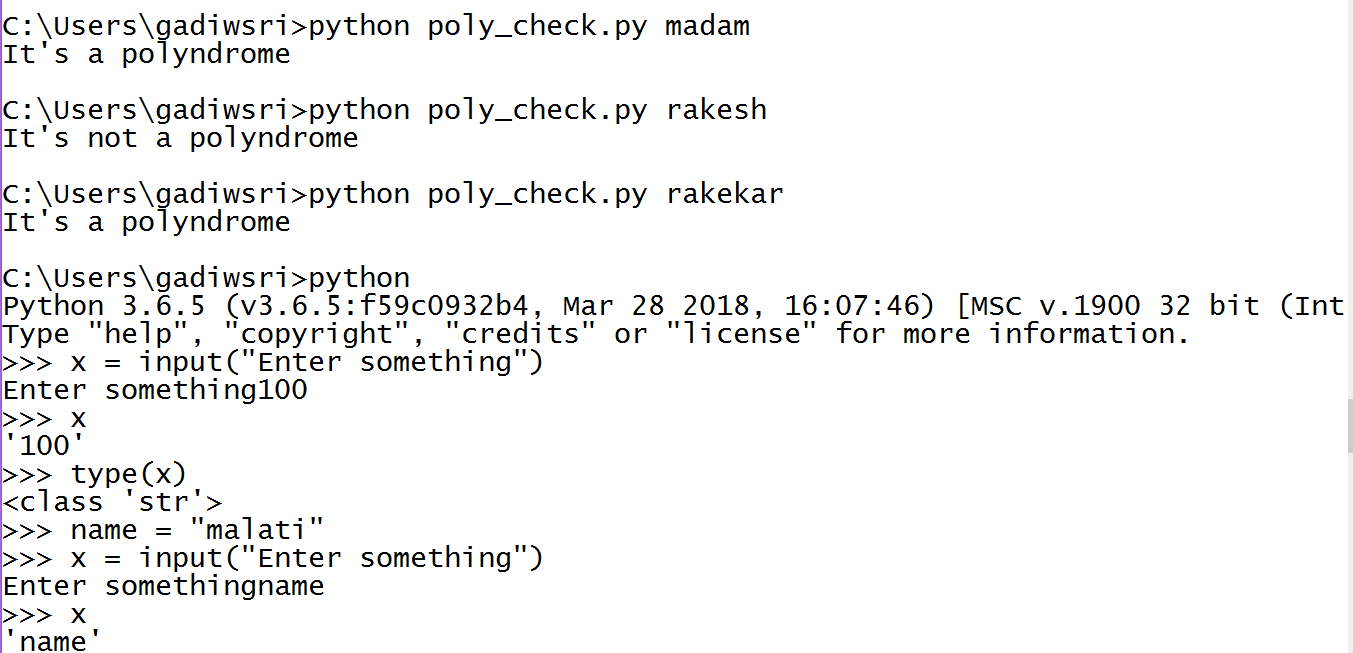 C:\Users\gadiwsri>python poly_check.py madam
It's a polyndrome
C:\Users\gadiwsri>python poly_check.py rakesh
It's not a polyndrome
C:\Users\gadiwsri>python poly_check.py rakekar
It's a polyndrome
C:\Users\gadiwsri>python
Python 3.6.5 (v3.6.5:f59c0932b4, Mar 28 2018, 16:07:46) [MSC v.1900 32 bit (Int
Type "help", "copyright", "credits" or "license" for more information.
>>> x = input("Enter something")
Enter something100
>>> x
'100'
>>> type(x)
<class 'str'>
>>> name = "malati"
>>> x = input("Enter something")
Enter somethingname
>>> x
'name'